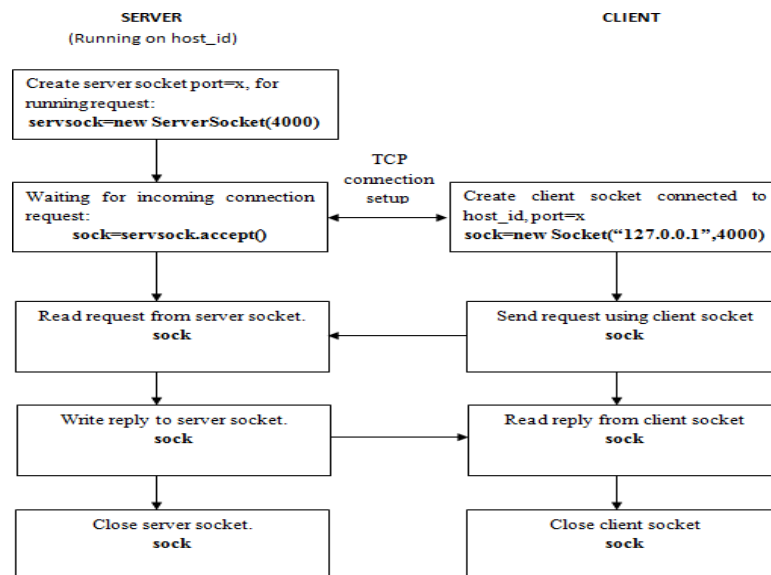 SERVER
(Running on host_id)
CLIENT
Create server socket port=x, for
running request:
servsock=new ServerSocket(4000)
TCP
connection
setup
Waiting for incoming connection
request:
sock=servsock.accept()
Create client socket connected to
host_id, port=x
sock=new Socket(“127.0.0.1”,4000)
Read request from server socket.
sock
Send request using client socket
sock
Write reply to server socket.
sock
Read reply from client socket
sock
Close server socket.
sock
Close client socket
sock